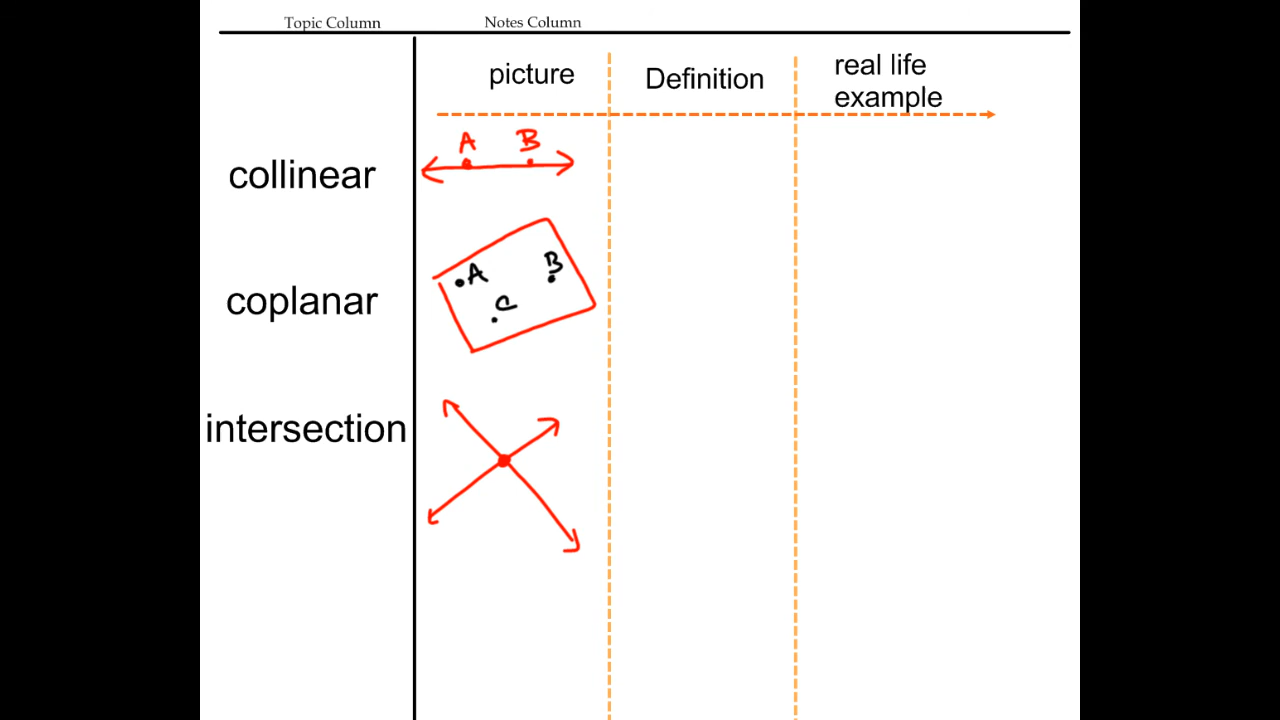 Topic Column Notes Column
picture Definition real life
example
A B
collinear
A B
C
coplanar
intersection